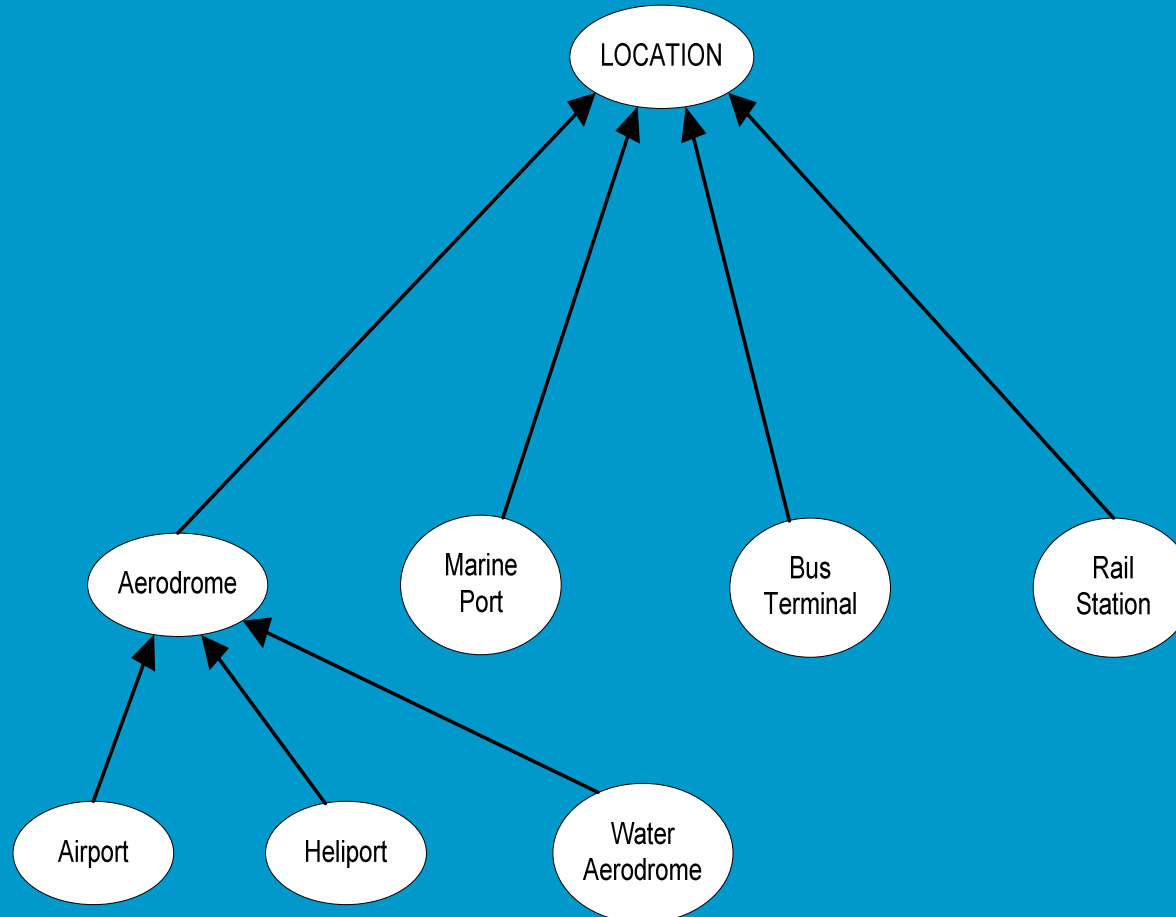 LOCATION
Aerodrome
Marine
Port
Bus
Terminal
Rail
Station
Airport
Heliport
Water
Aerodrome